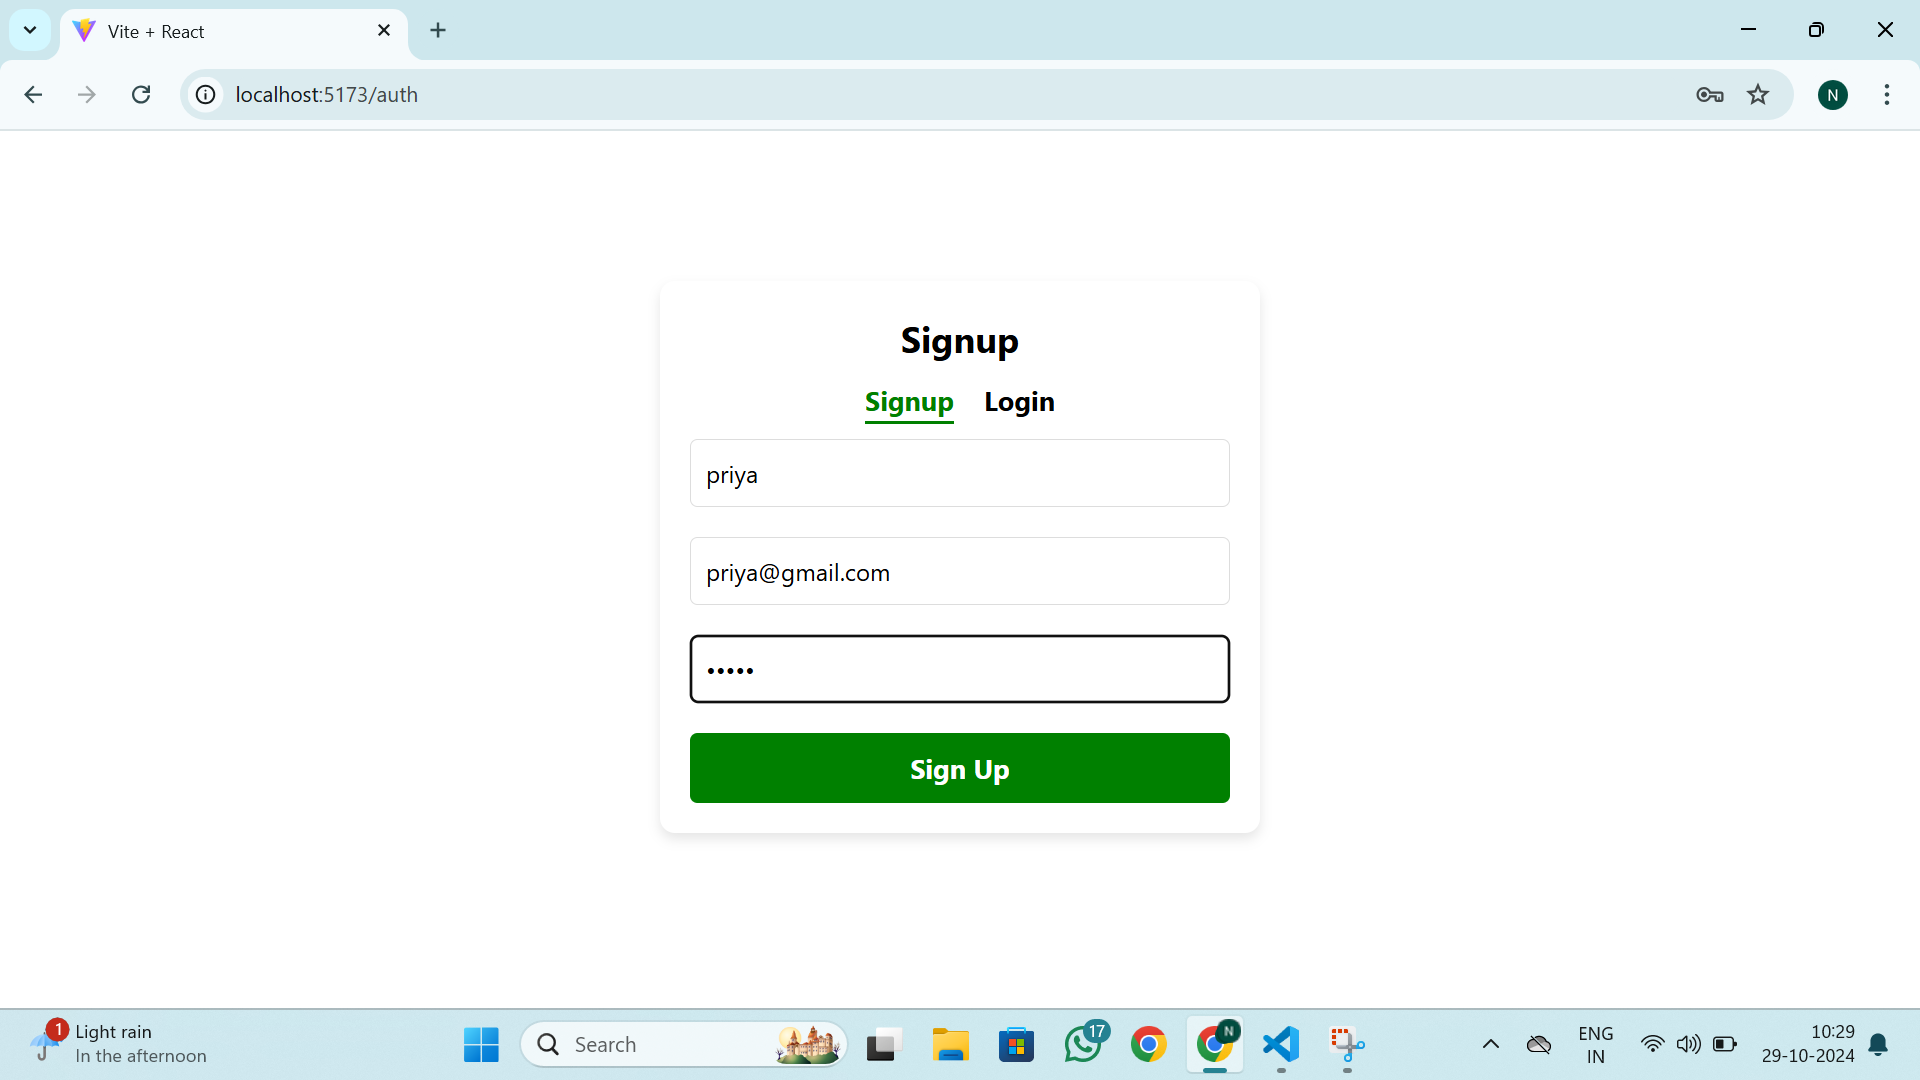 Vite + React
localhost:5173/auth
N
Signup
Signup Login
priya
priya@gmail.com
•••••
Sign Up
1
Light rain
In the afternoon
Search
17
N
ENG
IN
10:29
29-10-2024